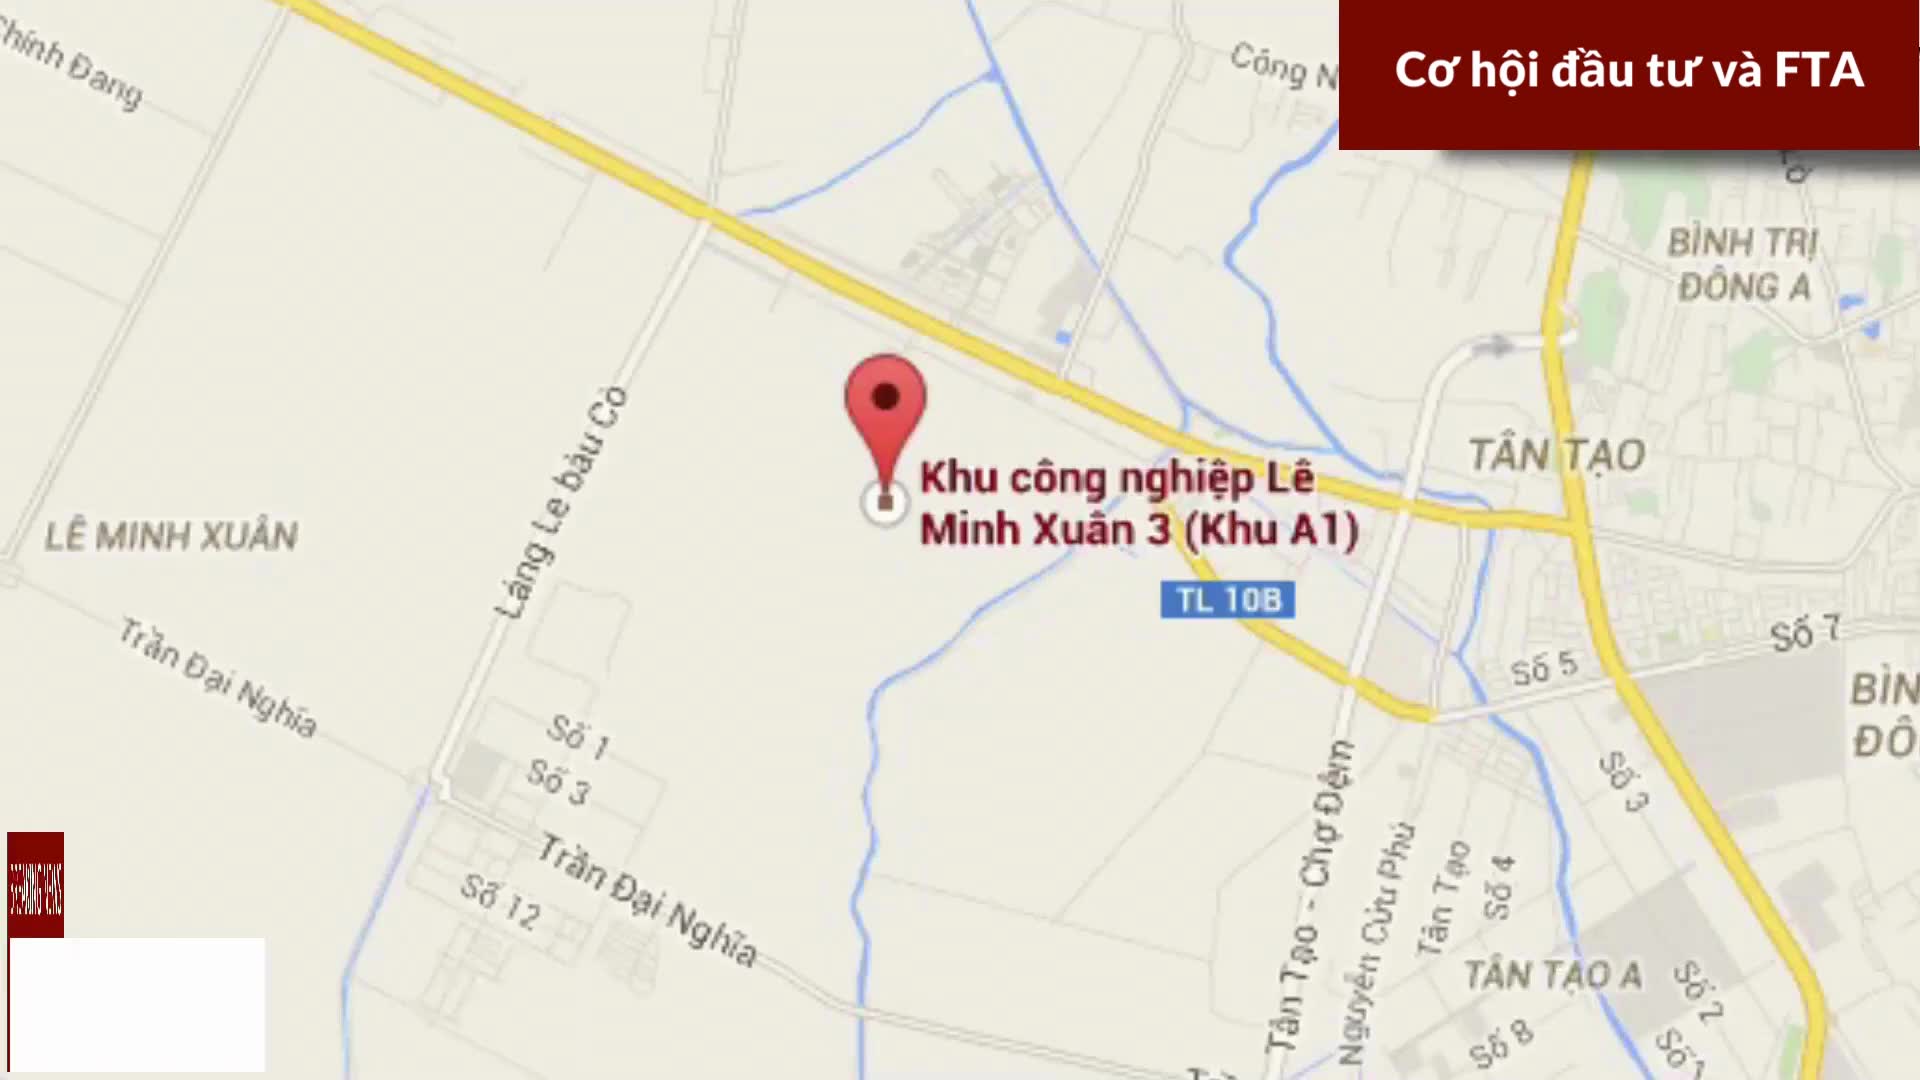 Chính Đang
Công N
Cơ hội đầu tư và FTA
BÌNH TRỊ
ĐÔNG A
Láng Le bàu Cò
TÂN TẠO
Khu công nghiệp Lê
Minh Xuân 3 (Khu A1)
LÊ MINH XUÂN
TL 10B
Trần Đại Nghĩa
Số 7
Số 5
BÌN
ĐÔ
Số 1
Số 3
Số 3
Tân Tạo - Chợ Đệm
Nguyễn Cửu Phú
Tân Tạo
Số 4
BREAKING NEWS
Số 12
Trần Đại Nghĩa
TÂN TẠO A
Số 2
Số 8
Số 1